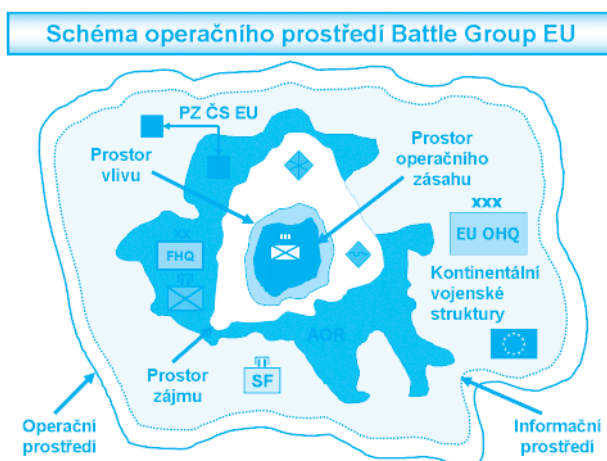 Schéma operačního prostředí Battle Group EU
PZ ČS EU
Prostor
vlivu
Prostor
operačního
zásahu
xxx
EU OHQ
xx
FHQ
Kontinentální
vojenské
struktury
AOR
Prostor
zájmu
SF
Operační
prostředí
Informační
prostředí